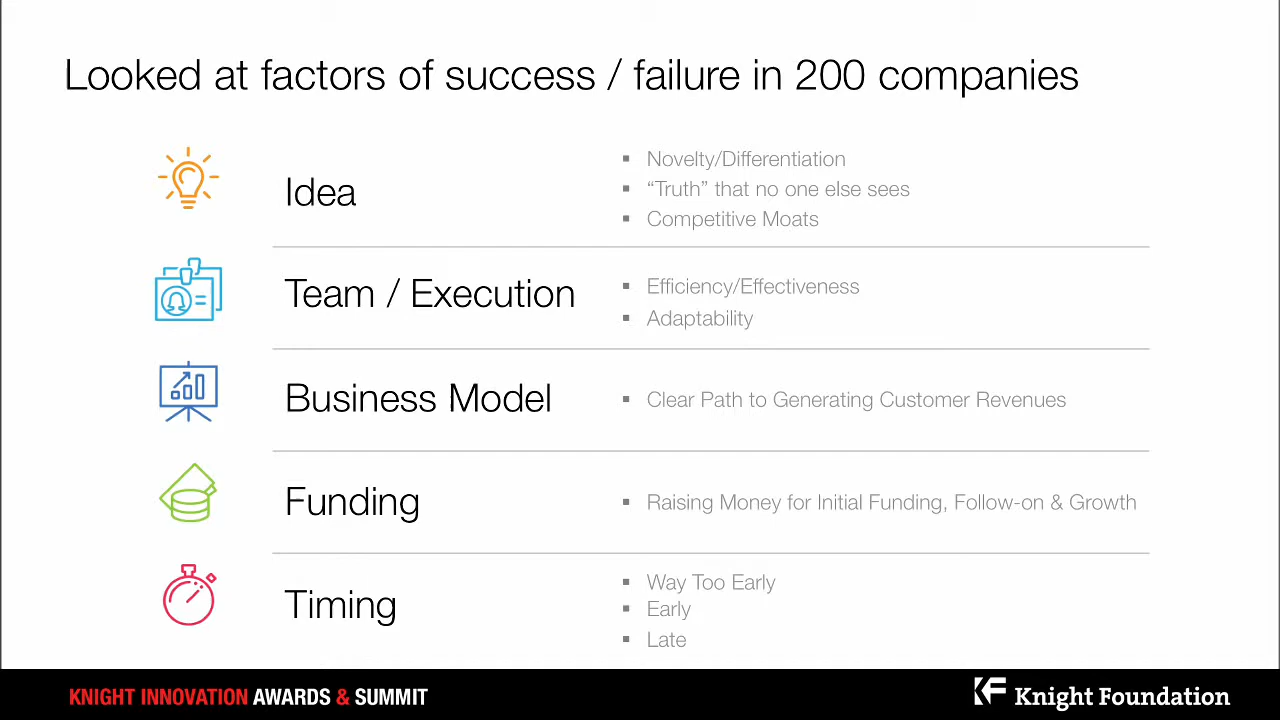 Looked at factors of success / failure in 200 companies
Idea
▪ Novelty/Differentiation
▪ “Truth” that no one else sees
▪ Competitive Moats
Team / Execution
▪ Efficiency/Effectiveness
▪ Adaptability
Business Model
▪ Clear Path to Generating Customer Revenues
Funding
▪ Raising Money for Initial Funding, Follow-on & Growth
Timing
▪ Way Too Early
▪ Early
▪ Late
KNIGHT INNOVATION AWARDS & SUMMIT
KF Knight Foundation